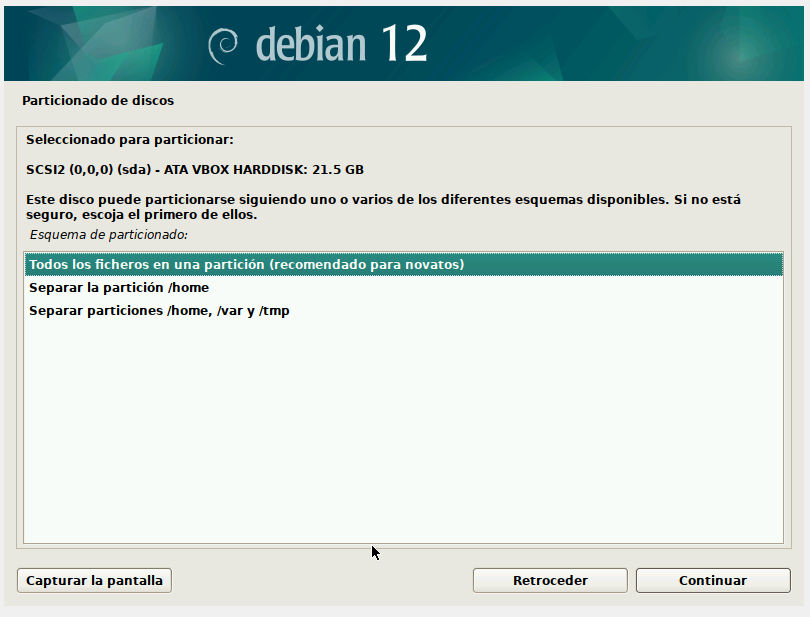 debian 12
Particionado de discos
Seleccionado para particionar:
SCSI2 (0,0,0) (sda) - ATA VBOX HARDDISK: 21.5 GB
Este disco puede particionarse siguiendo uno o varios de los diferentes esquemas disponibles. Si no está
seguro, escoja el primero de ellos.
Esquema de particionado:
Todos los ficheros en una partición (recomendado para novatos)
Separar la partición /home
Separar particiones /home, /var y /tmp
Capturar la pantalla
Retroceder
Continuar